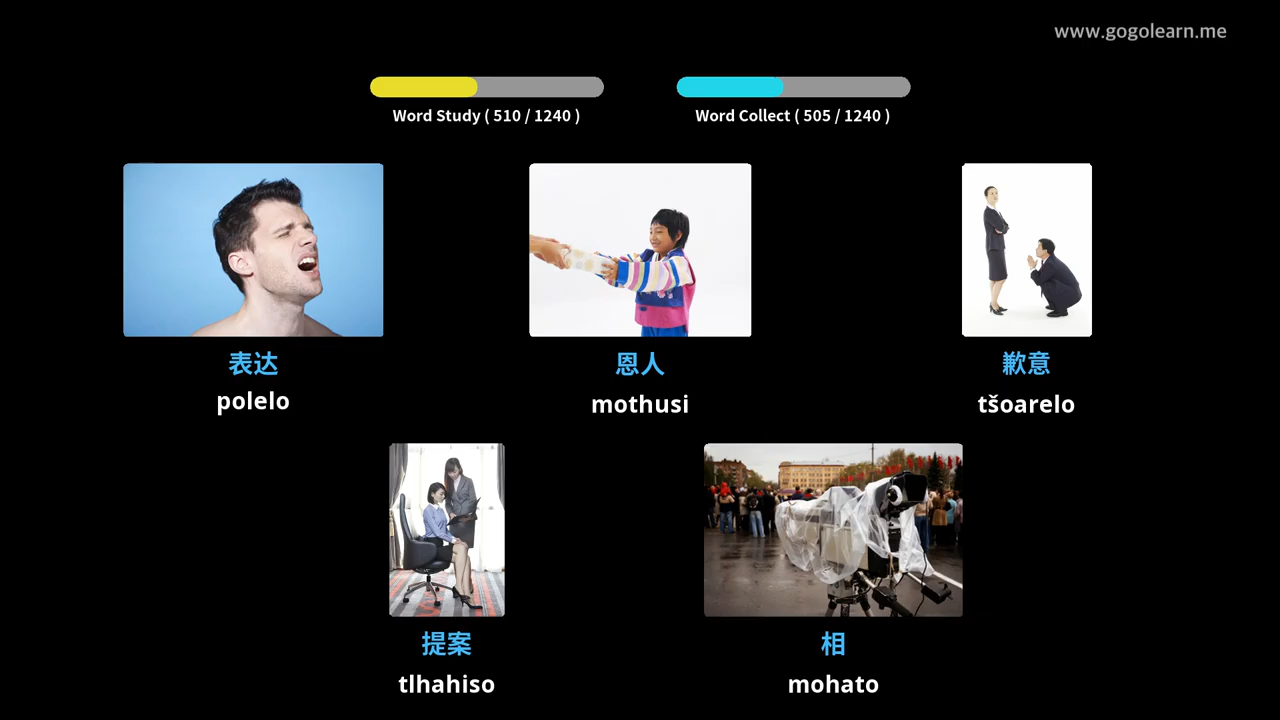 www.gogolearn.me
Word Study ( 510 / 1240 )
Word Collect ( 505 / 1240 )
表达
polelo
恩人
mothusi
歉意
tšoarelo
提案
tlhahiso
相
mohato